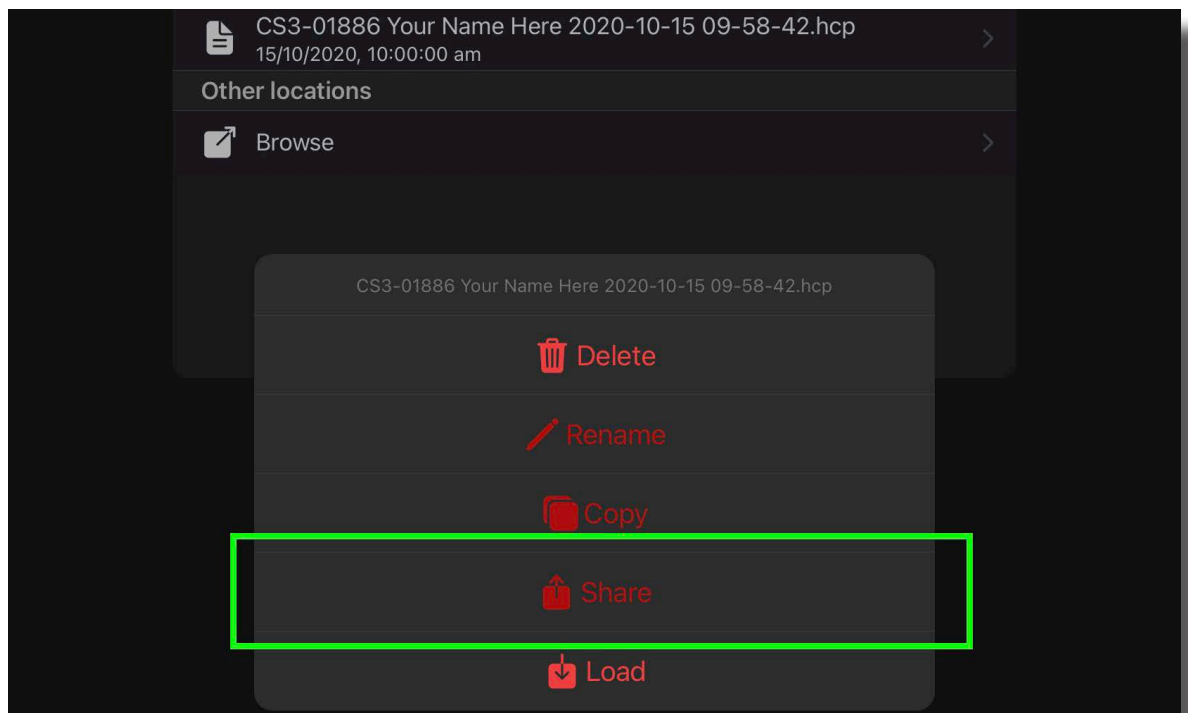 CS3-01886 Your Name Here 2020-10-15 09-58-42.hcp
15/10/2020, 10:00:00 am
Other locations
Browse
CS3-01886 Your Name Here 2020-10-15 09-58-42.hcp
Delete
Rename
Copy
Share
Load